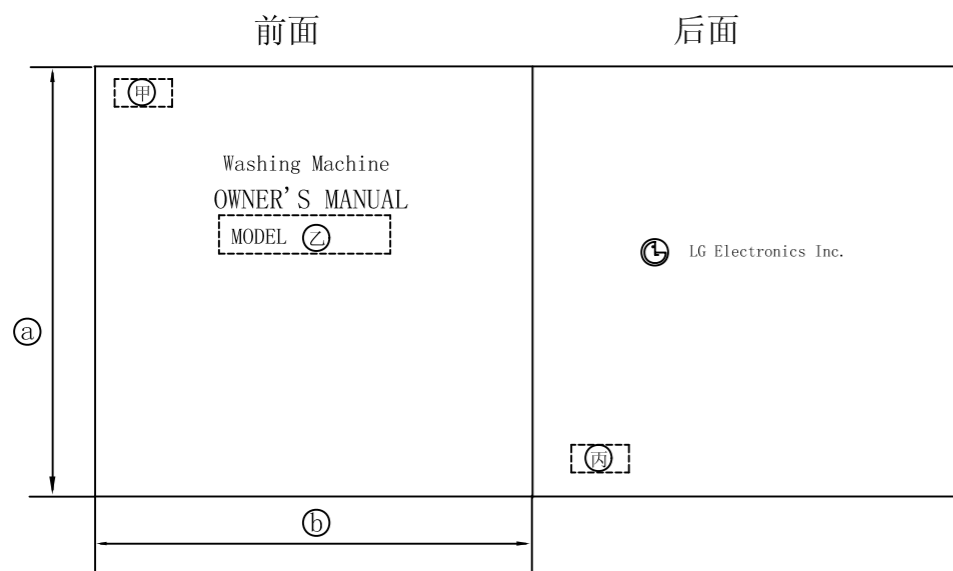 前面
后面
甲
Washing Machine
OWNER'S MANUAL
MODEL 乙
LG Electronics Inc.
ⓐ
丙
ⓑ